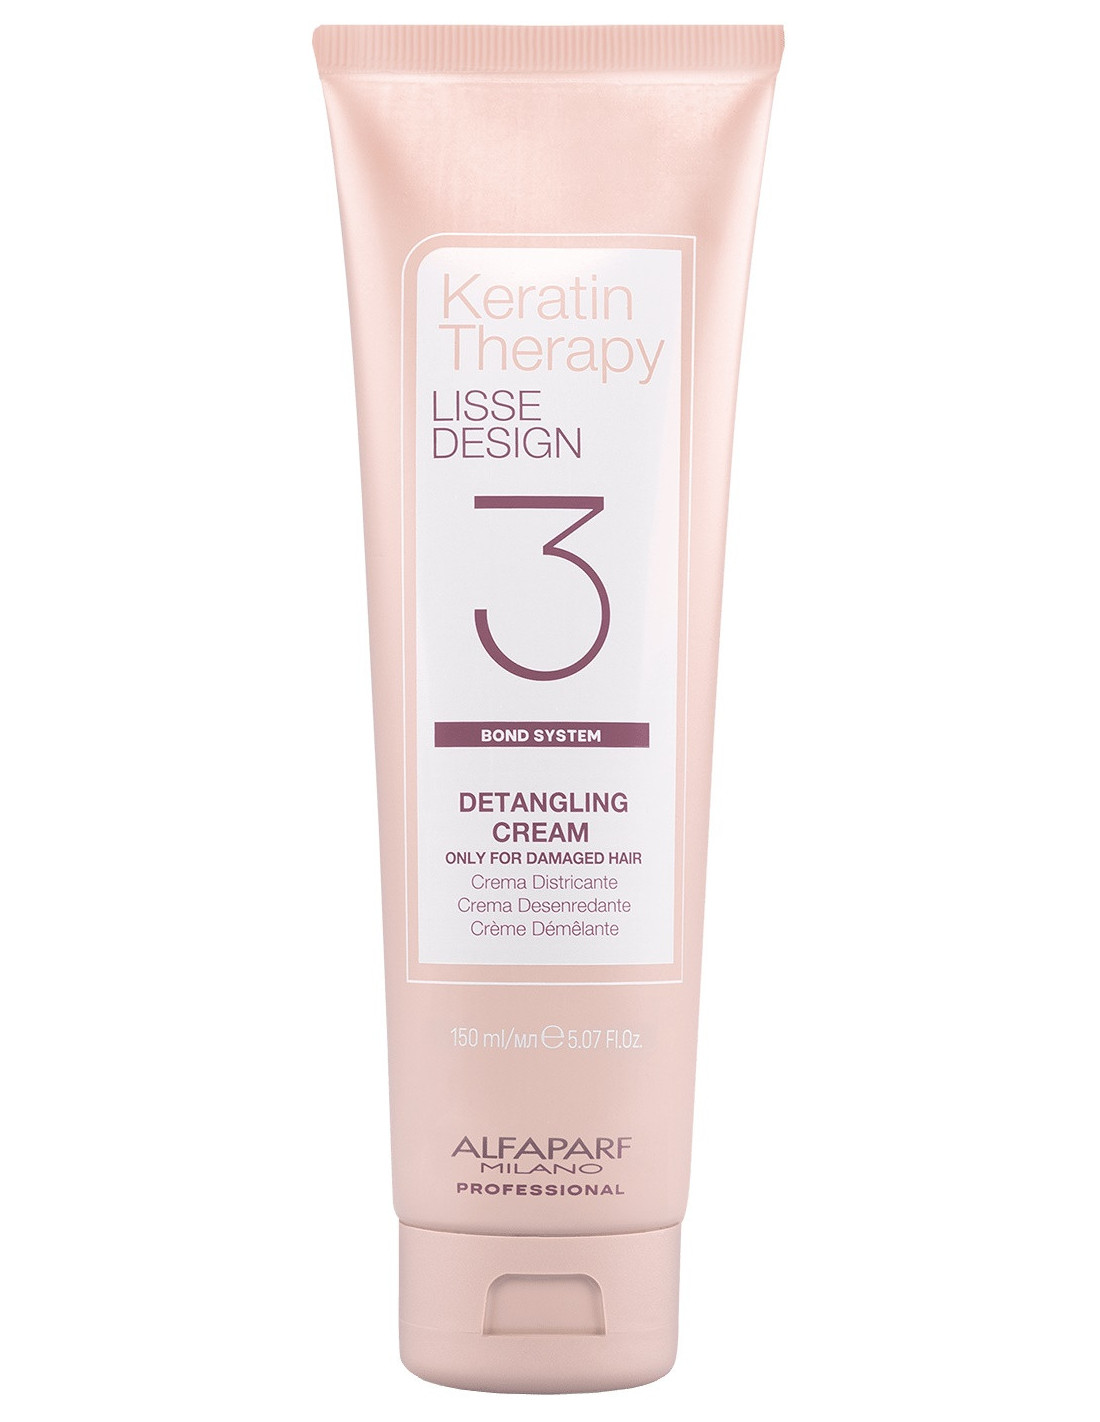 Keratin
Therapy
LISSE
DESIGN
3
BOND SYSTEM
DETANGLING
CREAM
ONLY FOR DAMAGED HAIR
Crema Districante
Crema Desenredante
Crème Démêlante
150 ml/мл ℮ 5.07 Fl.Oz.
ALFAPARF
MILANO
PROFESSIONAL